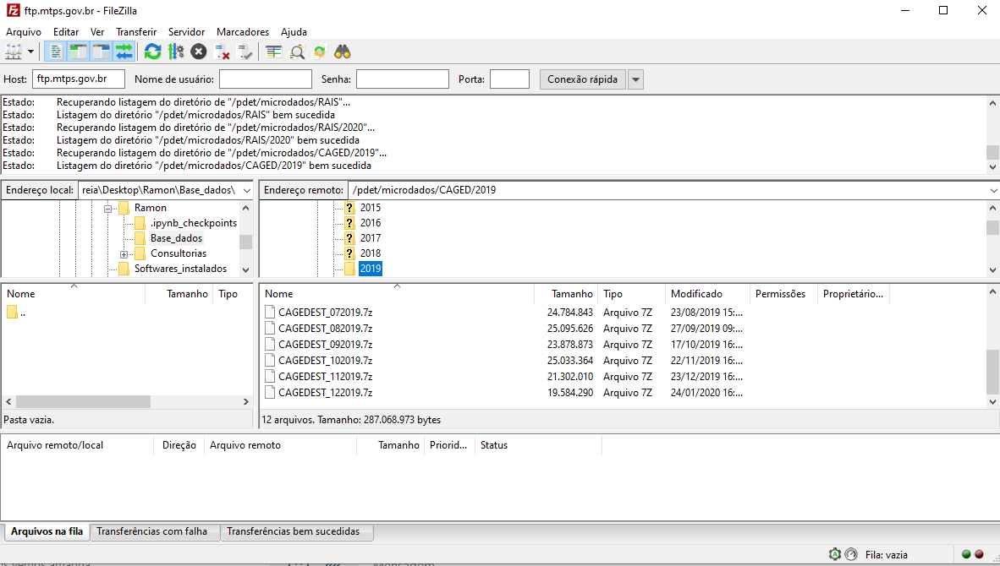 ftp.mtps.gov.br - FileZilla
Arquivo Editar Ver Transferir Servidor Marcadores Ajuda
Host: ftp.mtps.gov.br Nome de usuário: Senha: Porta: Conexão rápida
Estado: Recuperando listagem do diretório de "/pdet/microdados/RAIS"...
Estado: Listagem do diretório "/pdet/microdados/RAIS" bem sucedida
Estado: Recuperando listagem do diretório de "/pdet/microdados/RAIS/2020"...
Estado: Listagem do diretório "/pdet/microdados/RAIS/2020" bem sucedida
Estado: Recuperando listagem do diretório de "/pdet/microdados/CAGED/2019"...
Estado: Listagem do diretório "/pdet/microdados/CAGED/2019" bem sucedida
Endereço local: reia\Desktop\Ramon\Base_dados\
Ramon
.ipynb_checkpoints
Base_dados
Consultorias
Softwares_instalados
Endereço remoto: /pdet/microdados/CAGED/2019
? 2015
? 2016
? 2017
? 2018
2019
Nome Tamanho Tipo
..
Pasta vazia.
Nome Tamanho Tipo Modificado Permissões Proprietário...
CAGEDEST_072019.7z 24.784.843 Arquivo 7Z 23/08/2019 15:...
CAGEDEST_082019.7z 25.095.626 Arquivo 7Z 27/09/2019 09:...
CAGEDEST_092019.7z 23.878.873 Arquivo 7Z 17/10/2019 16:...
CAGEDEST_102019.7z 25.033.364 Arquivo 7Z 22/11/2019 16:...
CAGEDEST_112019.7z 21.302.010 Arquivo 7Z 23/12/2019 16:...
CAGEDEST_122019.7z 19.584.290 Arquivo 7Z 24/01/2020 16:...
12 arquivos. Tamanho: 287.068.973 bytes
Arquivo remoto/local Direção Arquivo remoto Tamanho Priorid... Status
Arquivos na fila Transferências com falha Transferências bem sucedidas
Fila: vazia